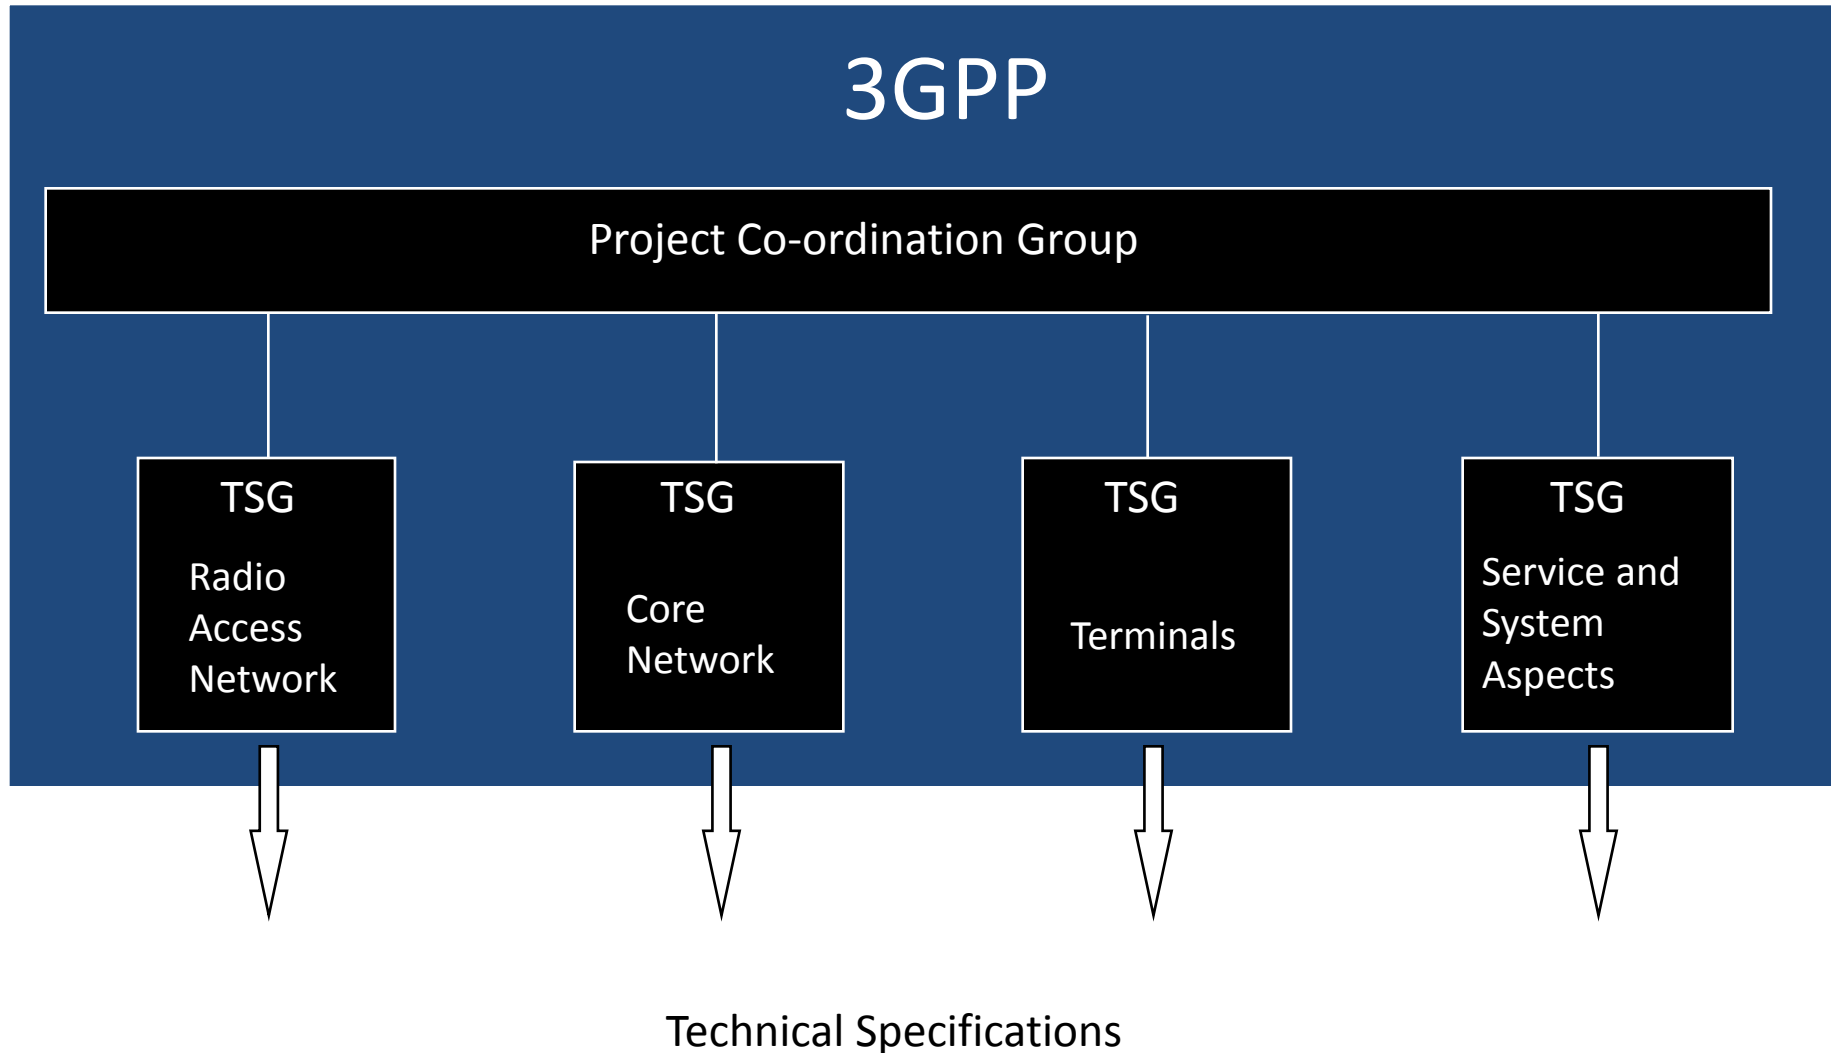 3GPP
Project Co-ordination Group
TSG
Radio
Access
Network
TSG
Core
Network
TSG
Terminals
TSG
Service and
System
Aspects
Technical Specifications